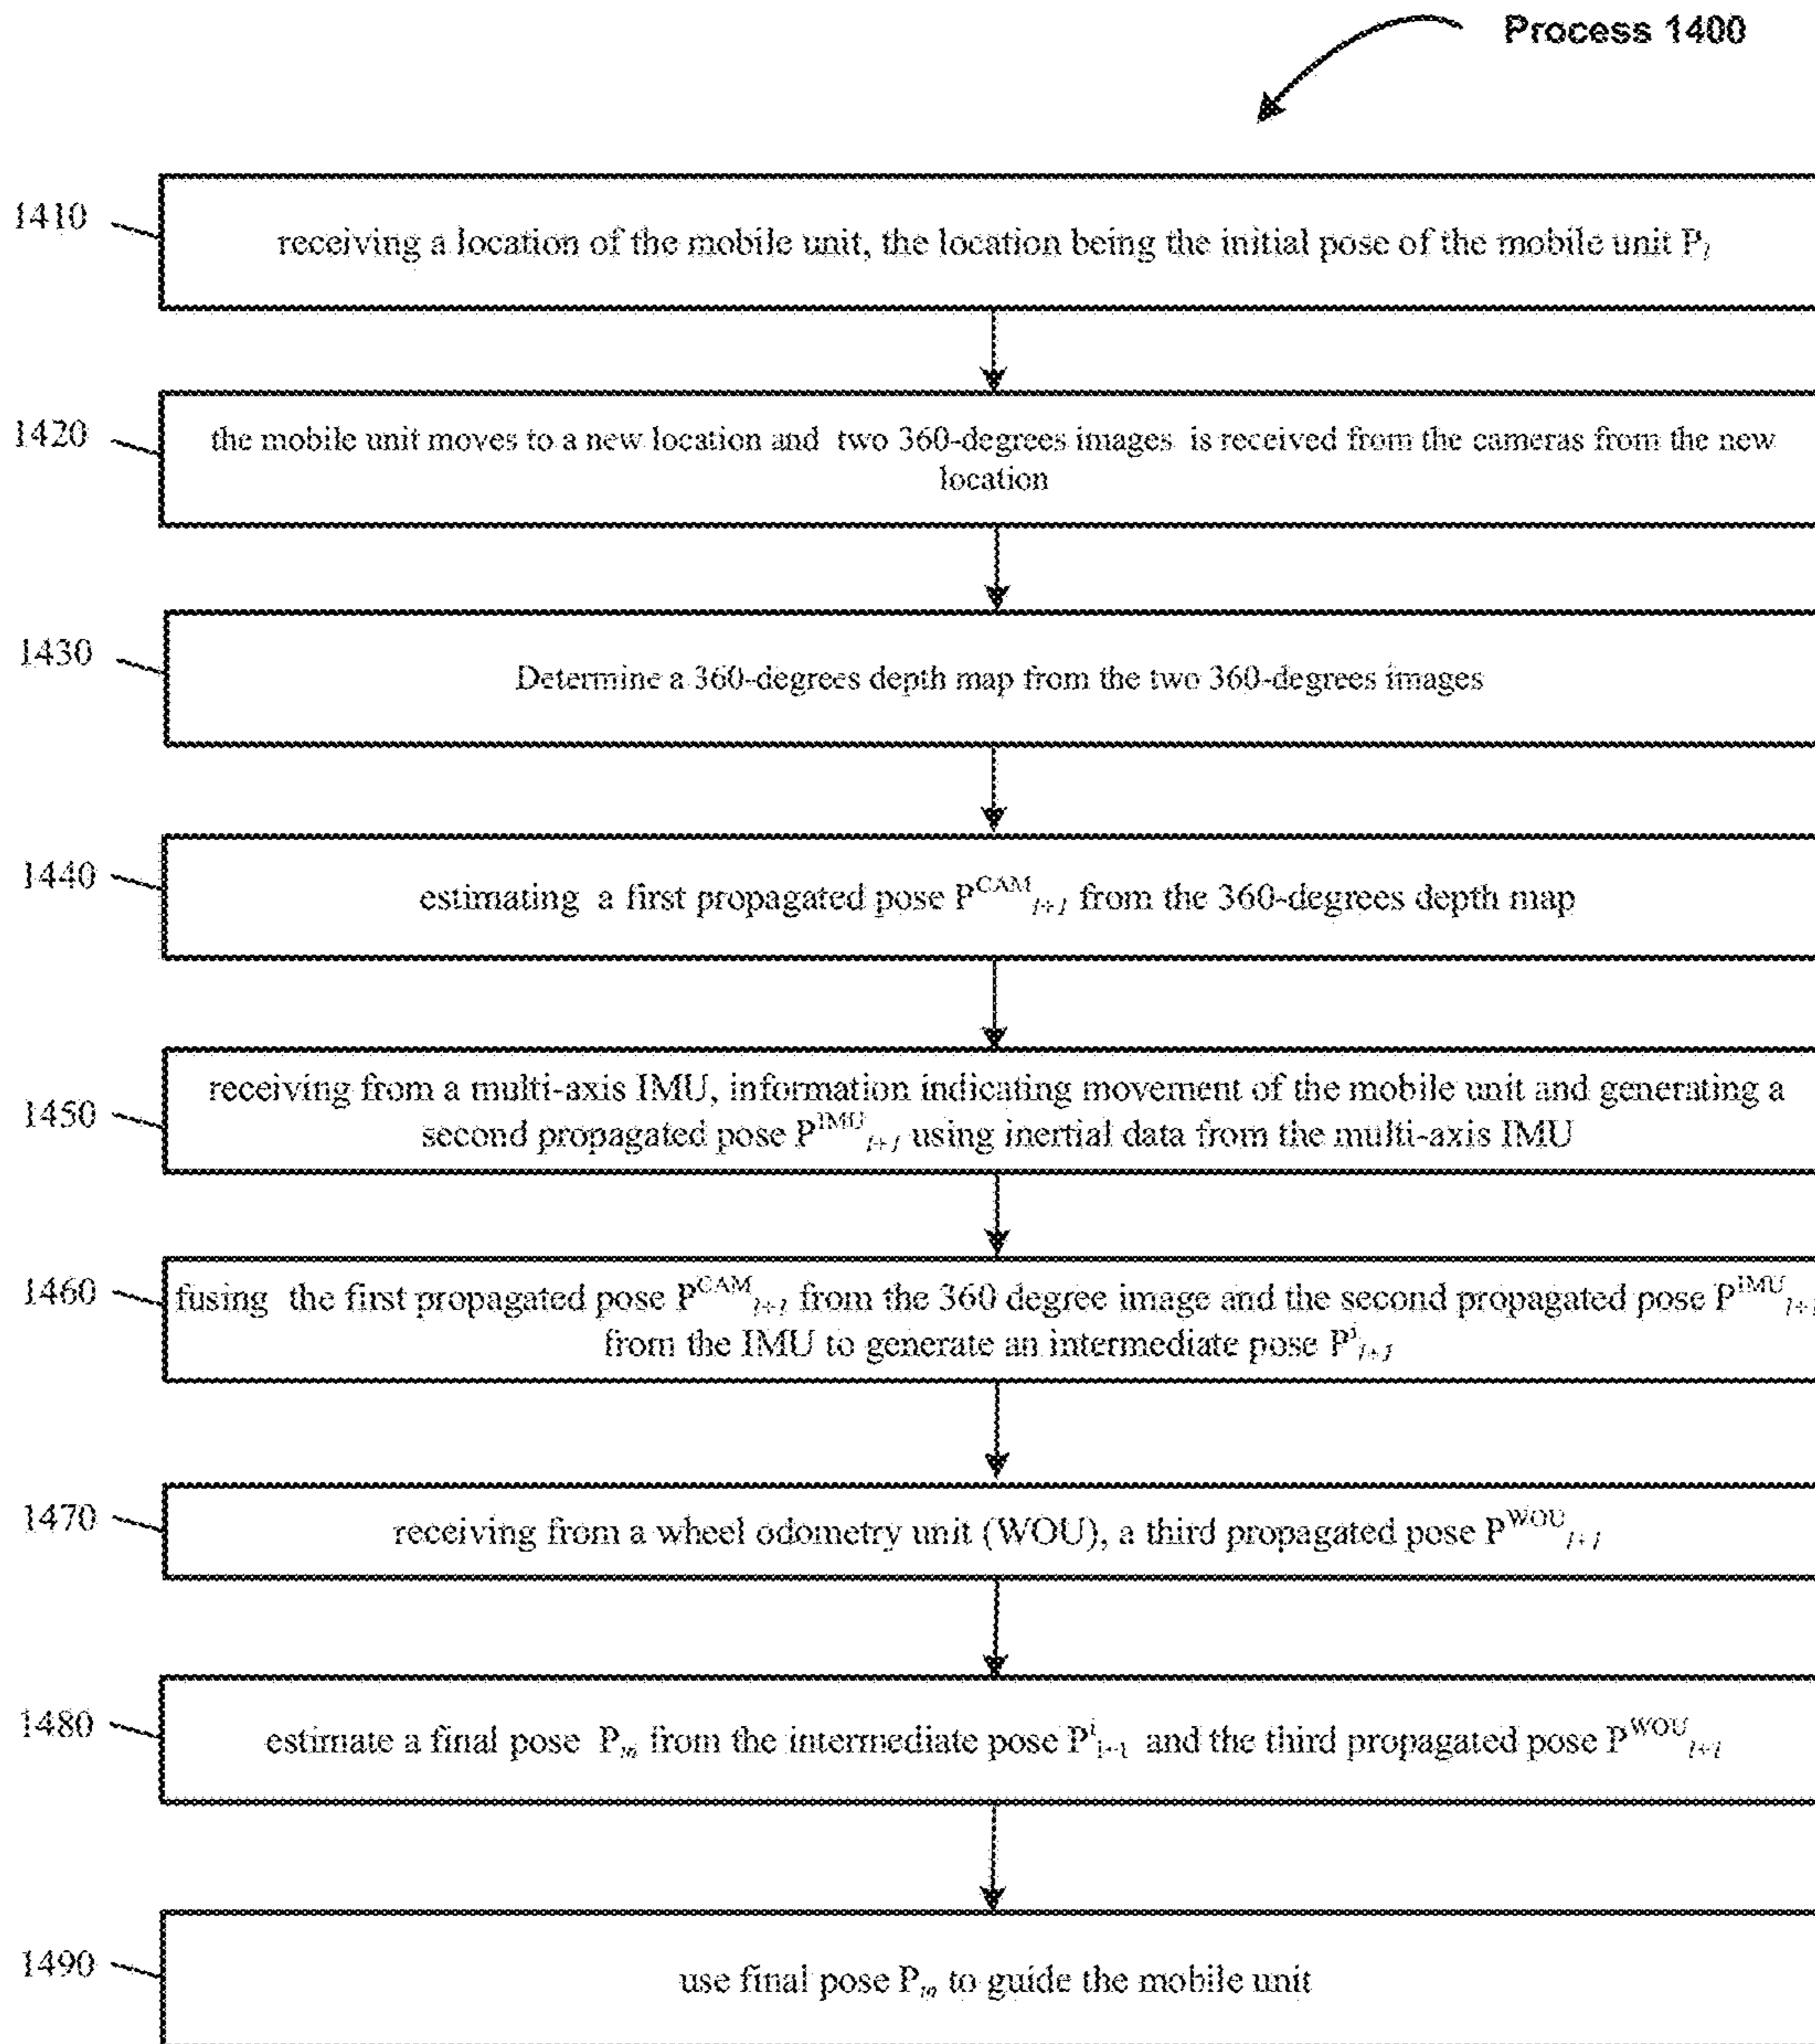 Process 1400
1410
receiving a location of the mobile unit, the location being the initial pose of the mobile unit P_l
1420
the mobile unit moves to a new location and two 360-degrees images is received from the cameras from the new
location
1430
Determine a 360-degrees depth map from the two 360-degrees images
1440
estimating a first propagated pose P^CAM_l+1 from the 360-degrees depth map
1450
receiving from a multi-axis IMU, information indicating movement of the mobile unit and generating a
second propagated pose P^IMU_l+1 using inertial data from the multi-axis IMU
1460
fusing the first propagated pose P^CAM_l+1 from the 360 degree image and the second propagated pose P^IMU_l+1
from the IMU to generate an intermediate pose P^i_l+1
1470
receiving from a wheel odometry unit (WOU), a third propagated pose P^WOU_l+1
1480
estimate a final pose P_m from the intermediate pose P^i_l+1 and the third propagated pose P^WOU_l+1
1490
use final pose P_m to guide the mobile unit